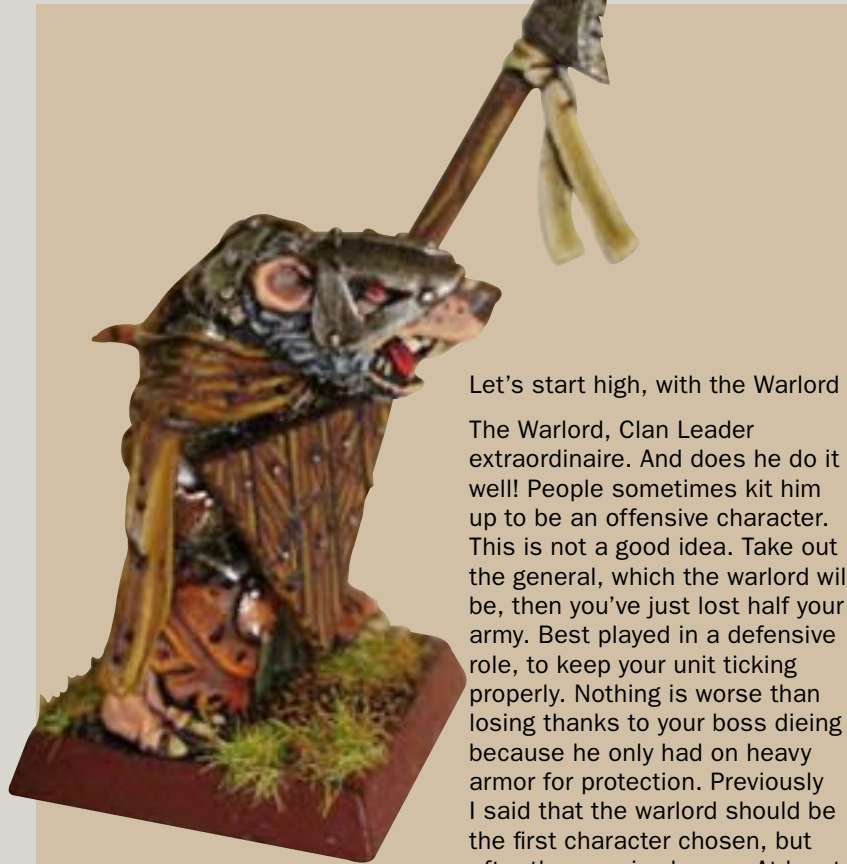 Let's start high, with the Warlord
The Warlord, Clan Leader
extraordinaire. And does he do it
well! People sometimes kit him
up to be an offensive character.
This is not a good idea. Take out
the general, which the warlord wil
be, then you've just lost half your
army. Best played in a defensive
role, to keep your unit ticking
properly. Nothing is worse than
losing thanks to your boss dieing
because he only had on heavy
armor for protection. Previously
I said that the warlord should be
the first character chosen, but